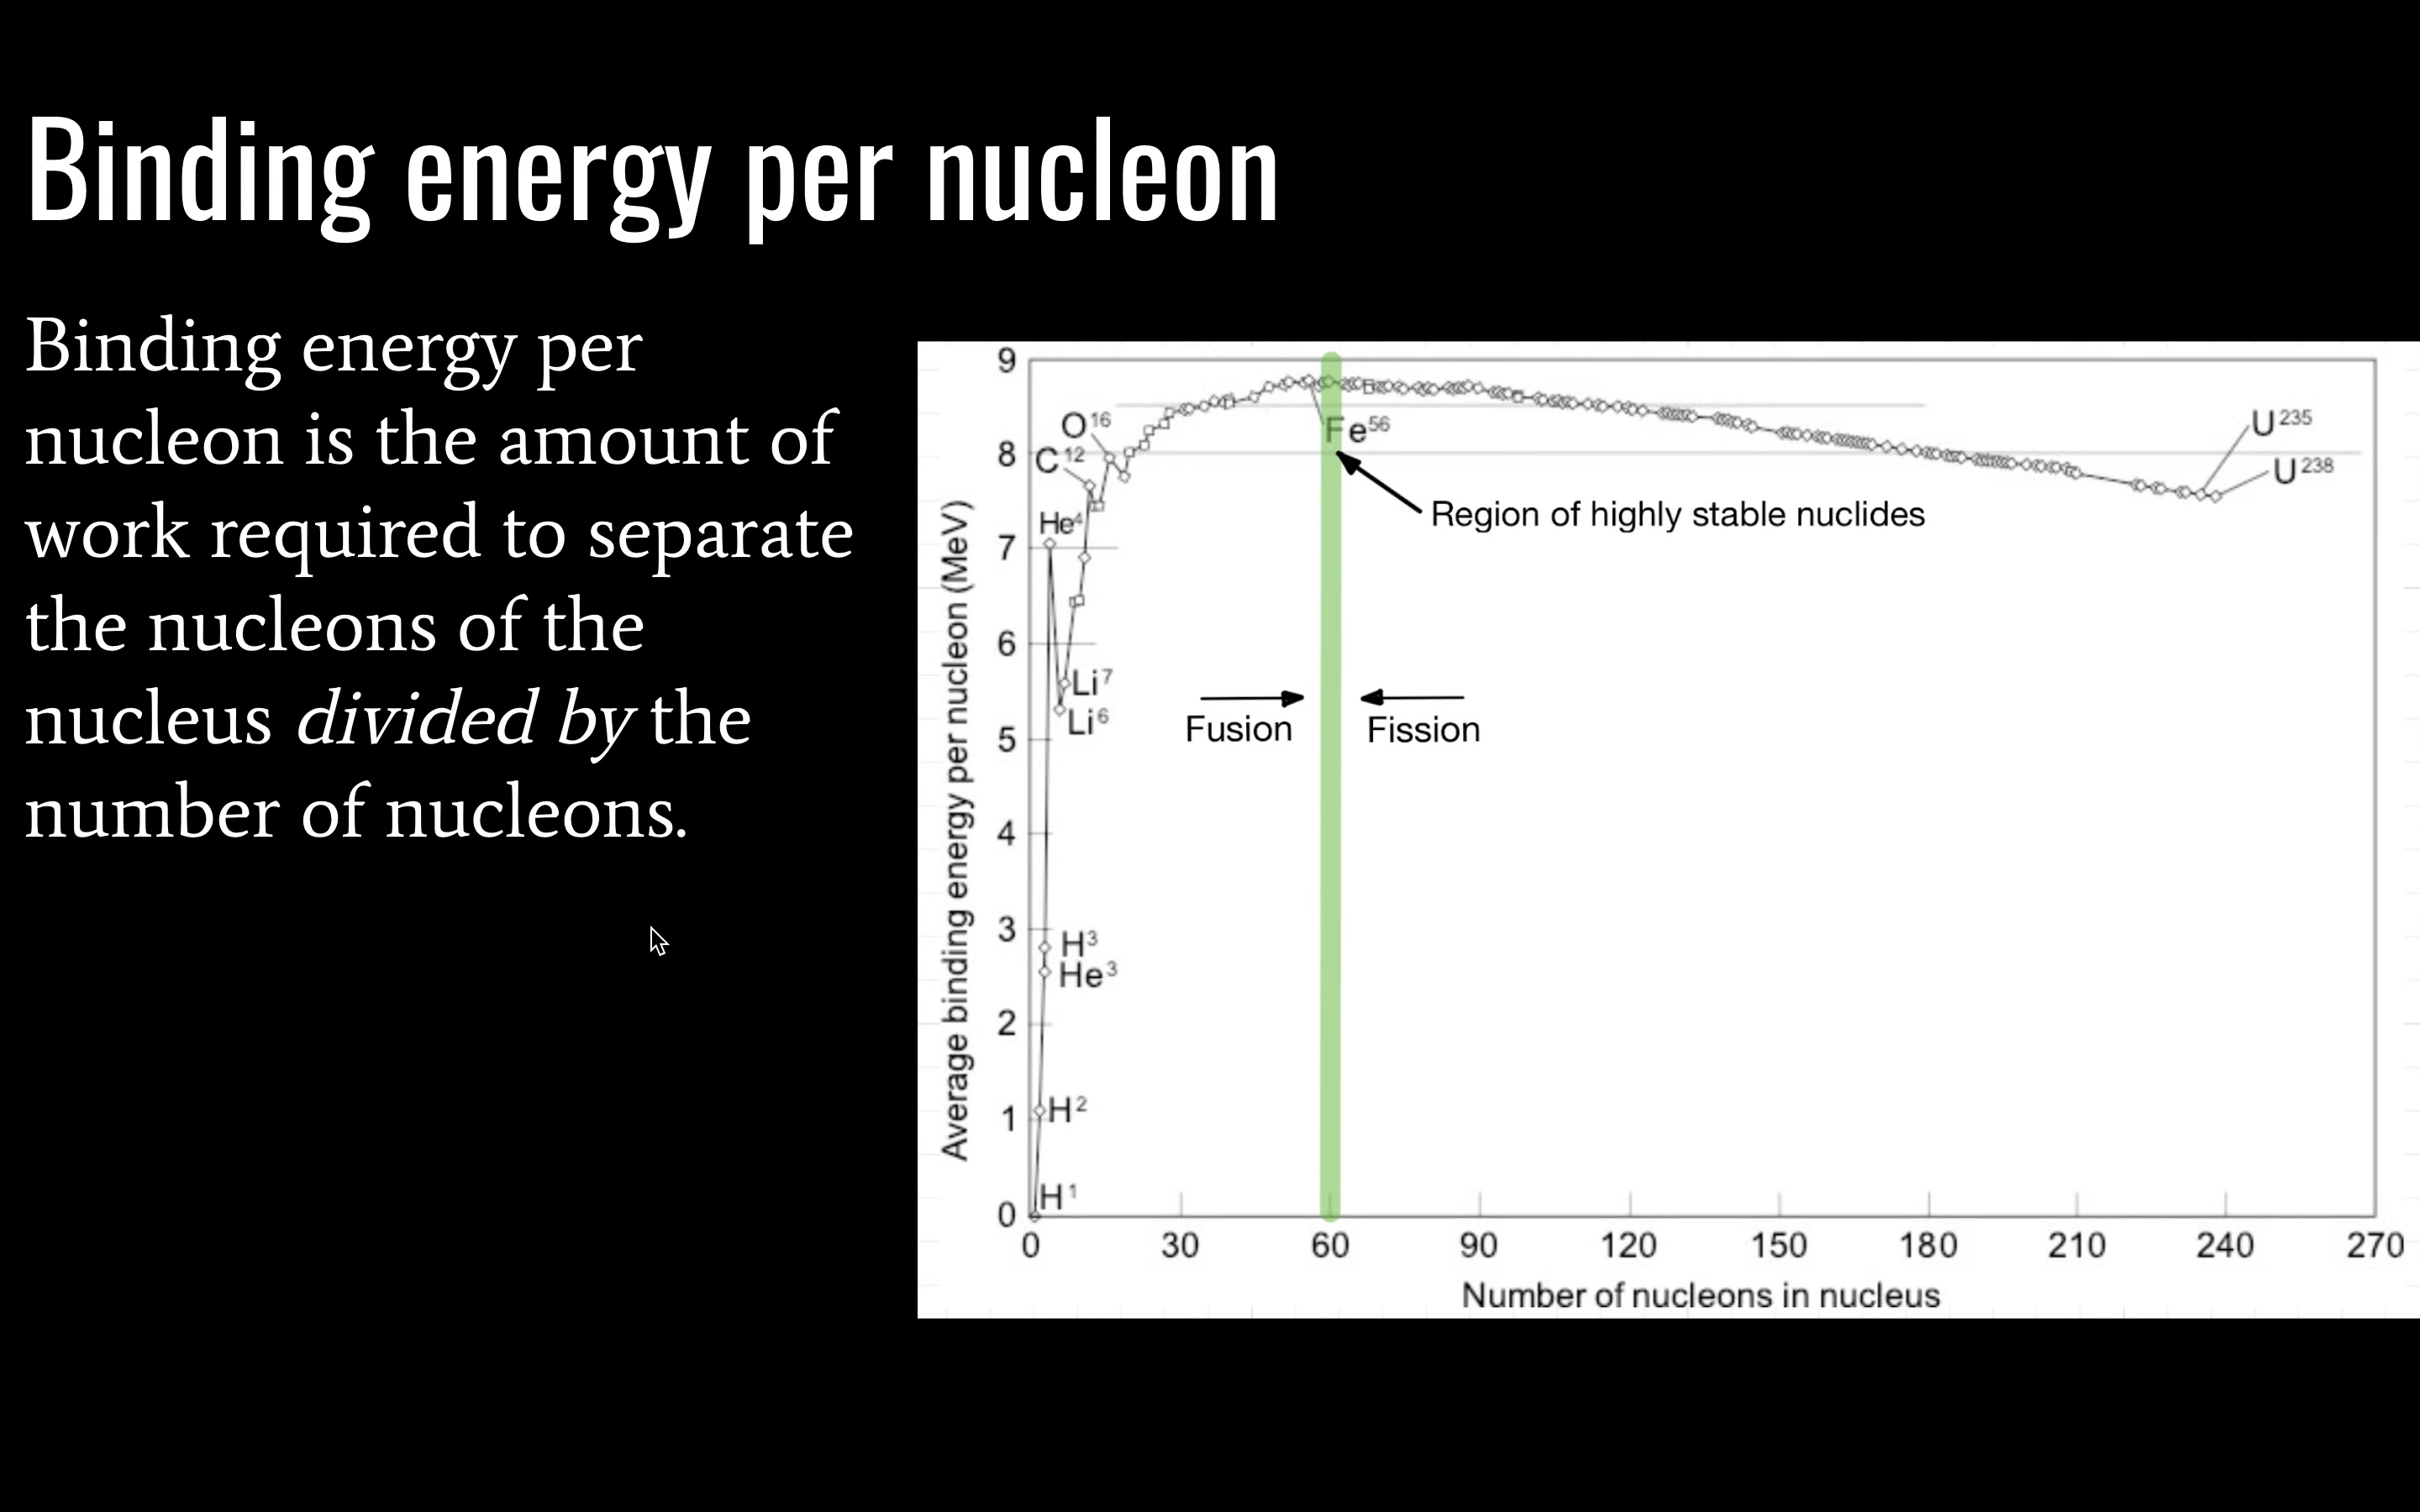 Binding energy per nucleon
Binding energy per
nucleon is the amount of
work required to separate
the nucleons of the
nucleus divided by the
number of nucleons.
Average binding energy per nucleon (MeV)
9
8
7
6
5
4
3
2
1
0
O¹⁶
C¹²
He⁴
Li⁷
Li⁶
H³
He³
H²
H¹
Fe⁵⁶
U²³⁵
U²³⁸
Region of highly stable nuclides
Fusion
Fission
0 30 60 90 120 150 180 210 240 270
Number of nucleons in nucleus